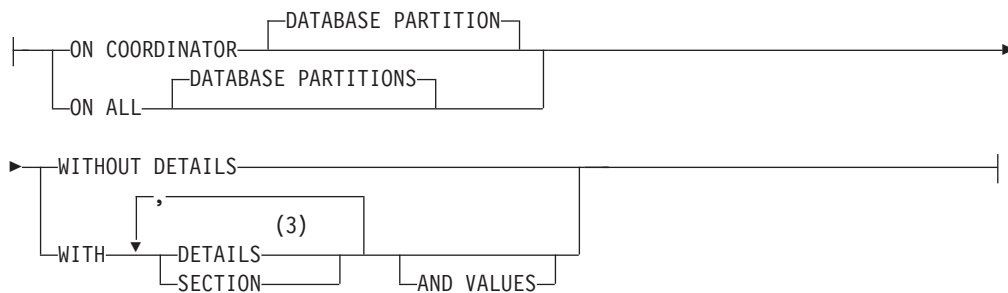 DATABASE PARTITION
ON COORDINATOR
DATABASE PARTITIONS
ON ALL
WITHOUT DETAILS
,
(3)
WITH DETAILS
SECTION AND VALUES